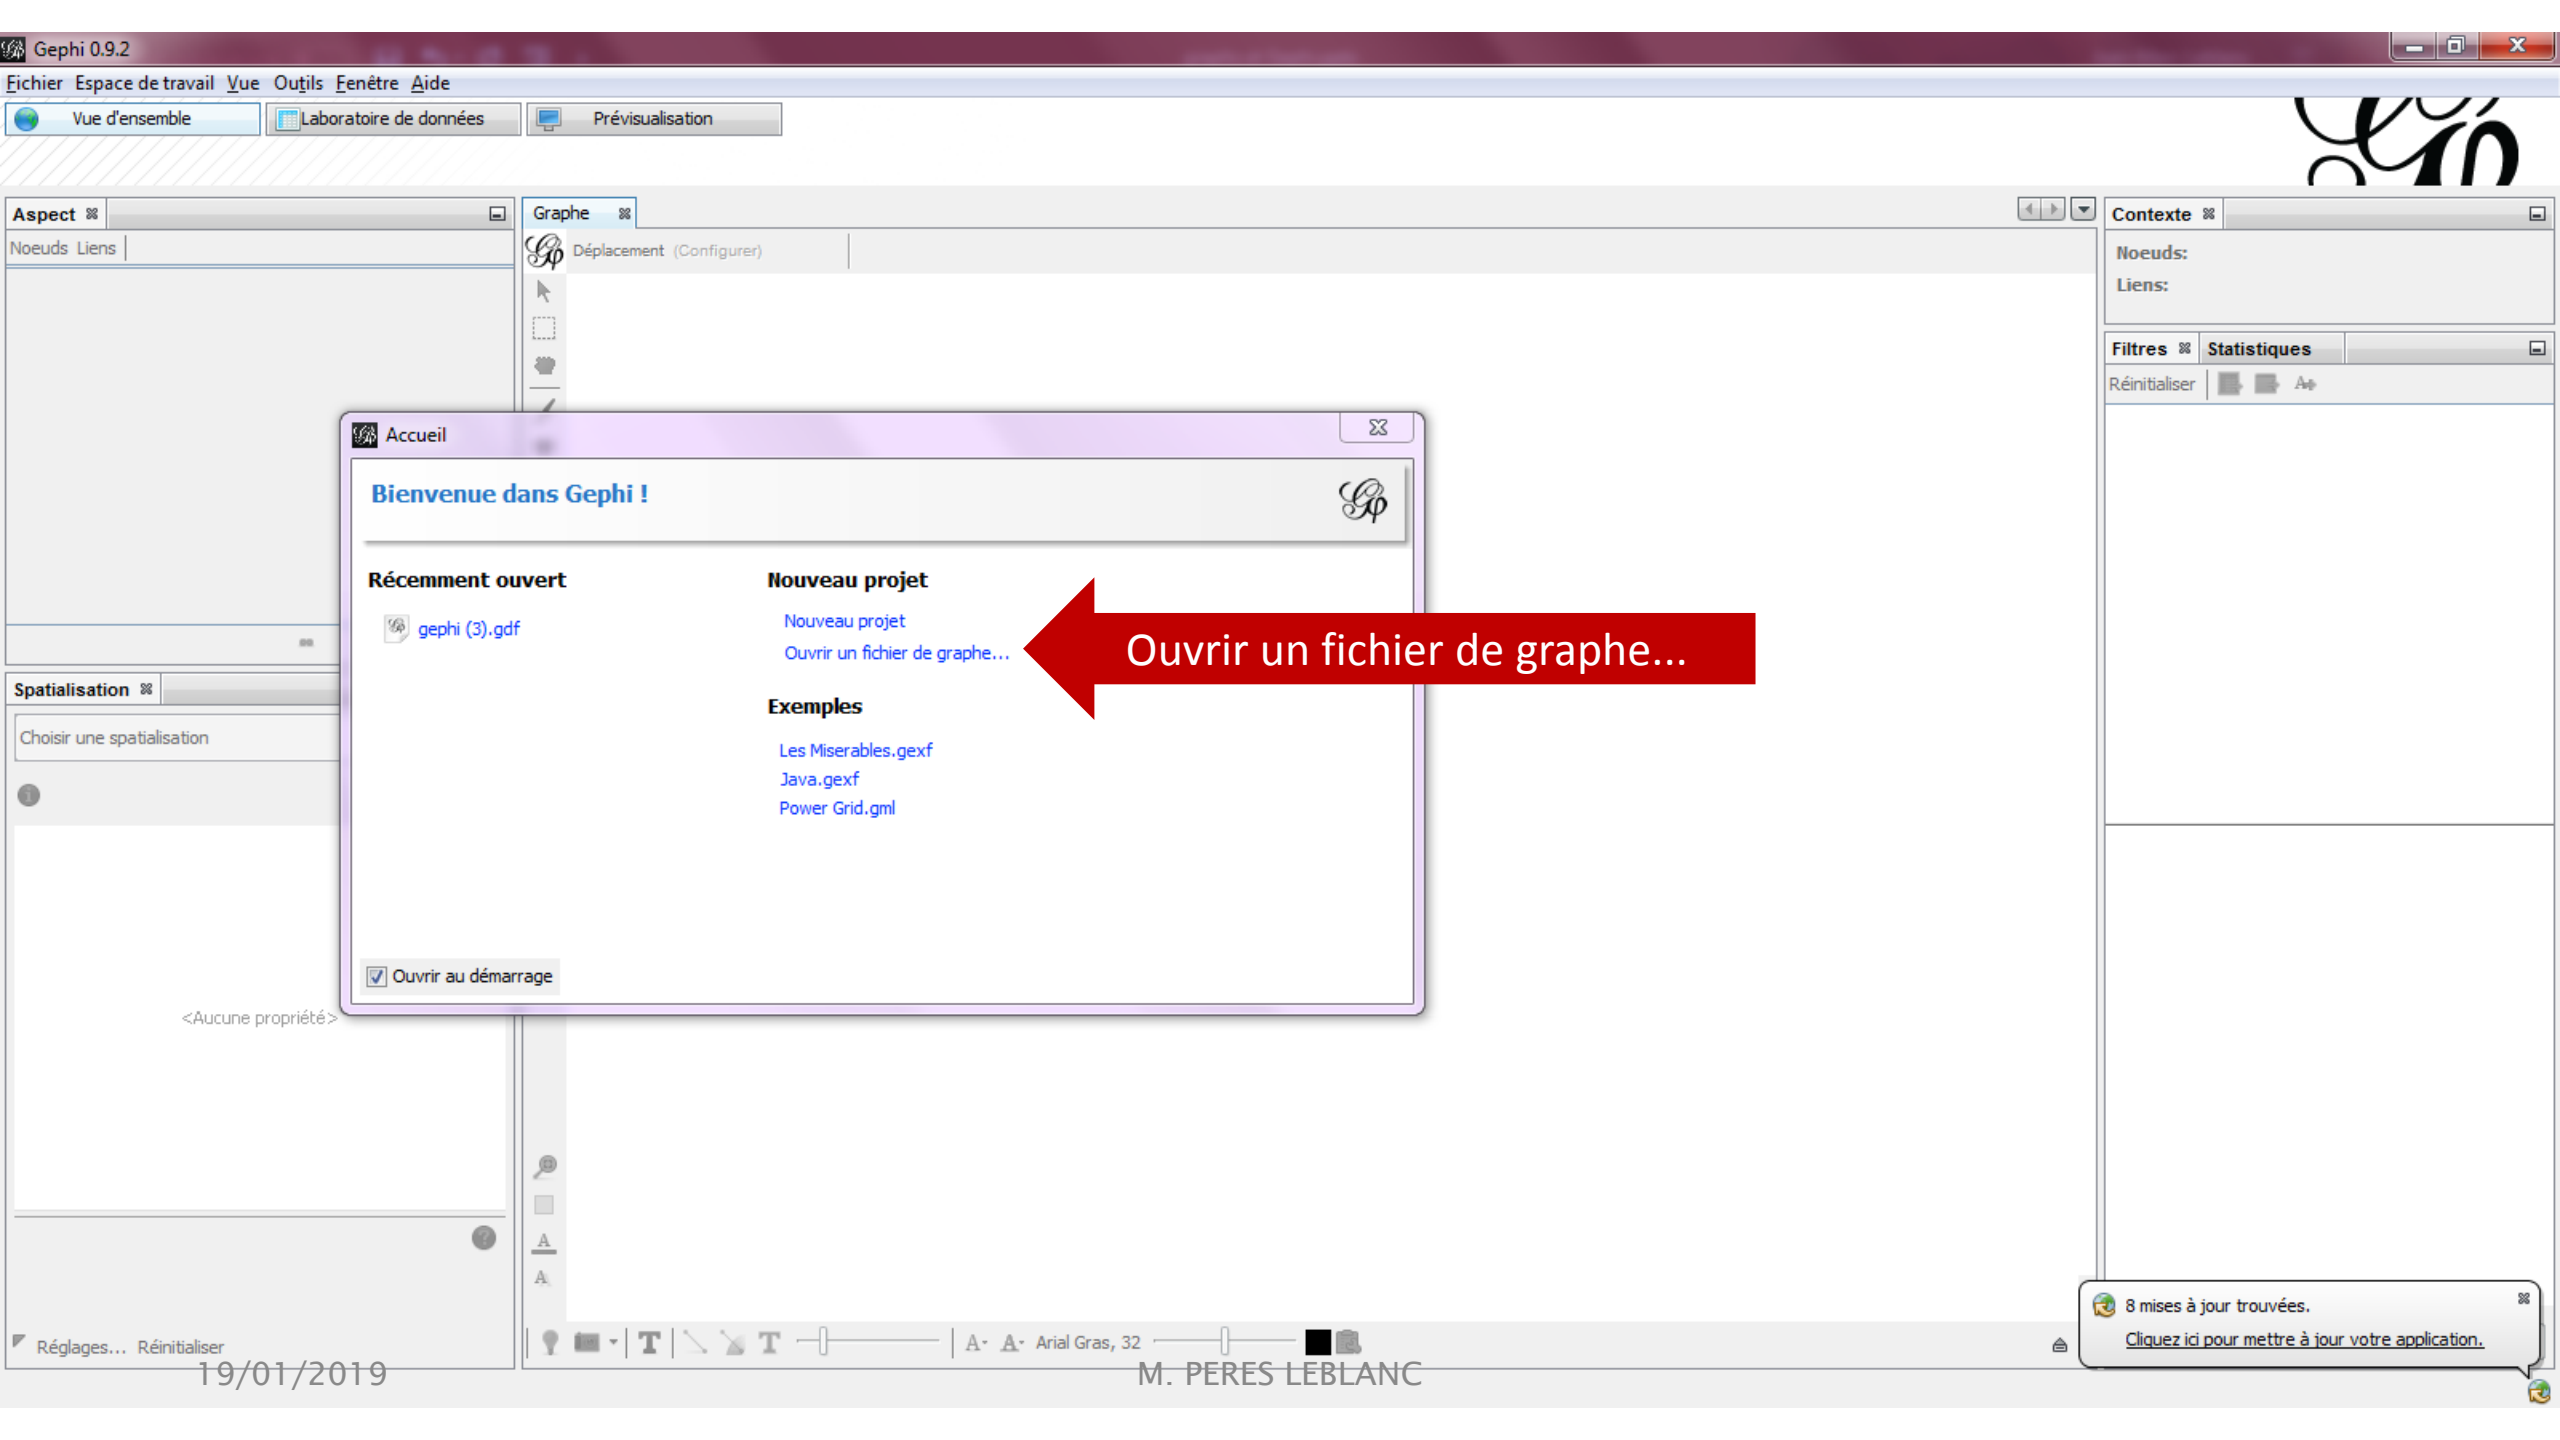 Gephi 0.9.2
Fichier Espace de travail Vue Outils Fenêtre Aide
Vue d'ensemble Laboratoire de données Prévisualisation
Aspect
Noeuds Liens
Graphe
Déplacement (Configurer)
Contexte
Noeuds:
Liens:
Filtres Statistiques
Réinitialiser
Accueil
Bienvenue dans Gephi !
Récemment ouvert
gephi (3).gdf
Nouveau projet
Nouveau projet
Ouvrir un fichier de graphe...
Ouvrir un fichier de graphe...
Exemples
Les Miserables.gexf
Java.gexf
Power Grid.gml
Ouvrir au démarrage
Spatialisation
Choisir une spatialisation
<Aucune propriété>
Réglages... Réinitialiser
T T A- A- Arial Gras, 32
8 mises à jour trouvées.
Cliquez ici pour mettre à jour votre application.
19/01/2019
M. PERES LEBLANC